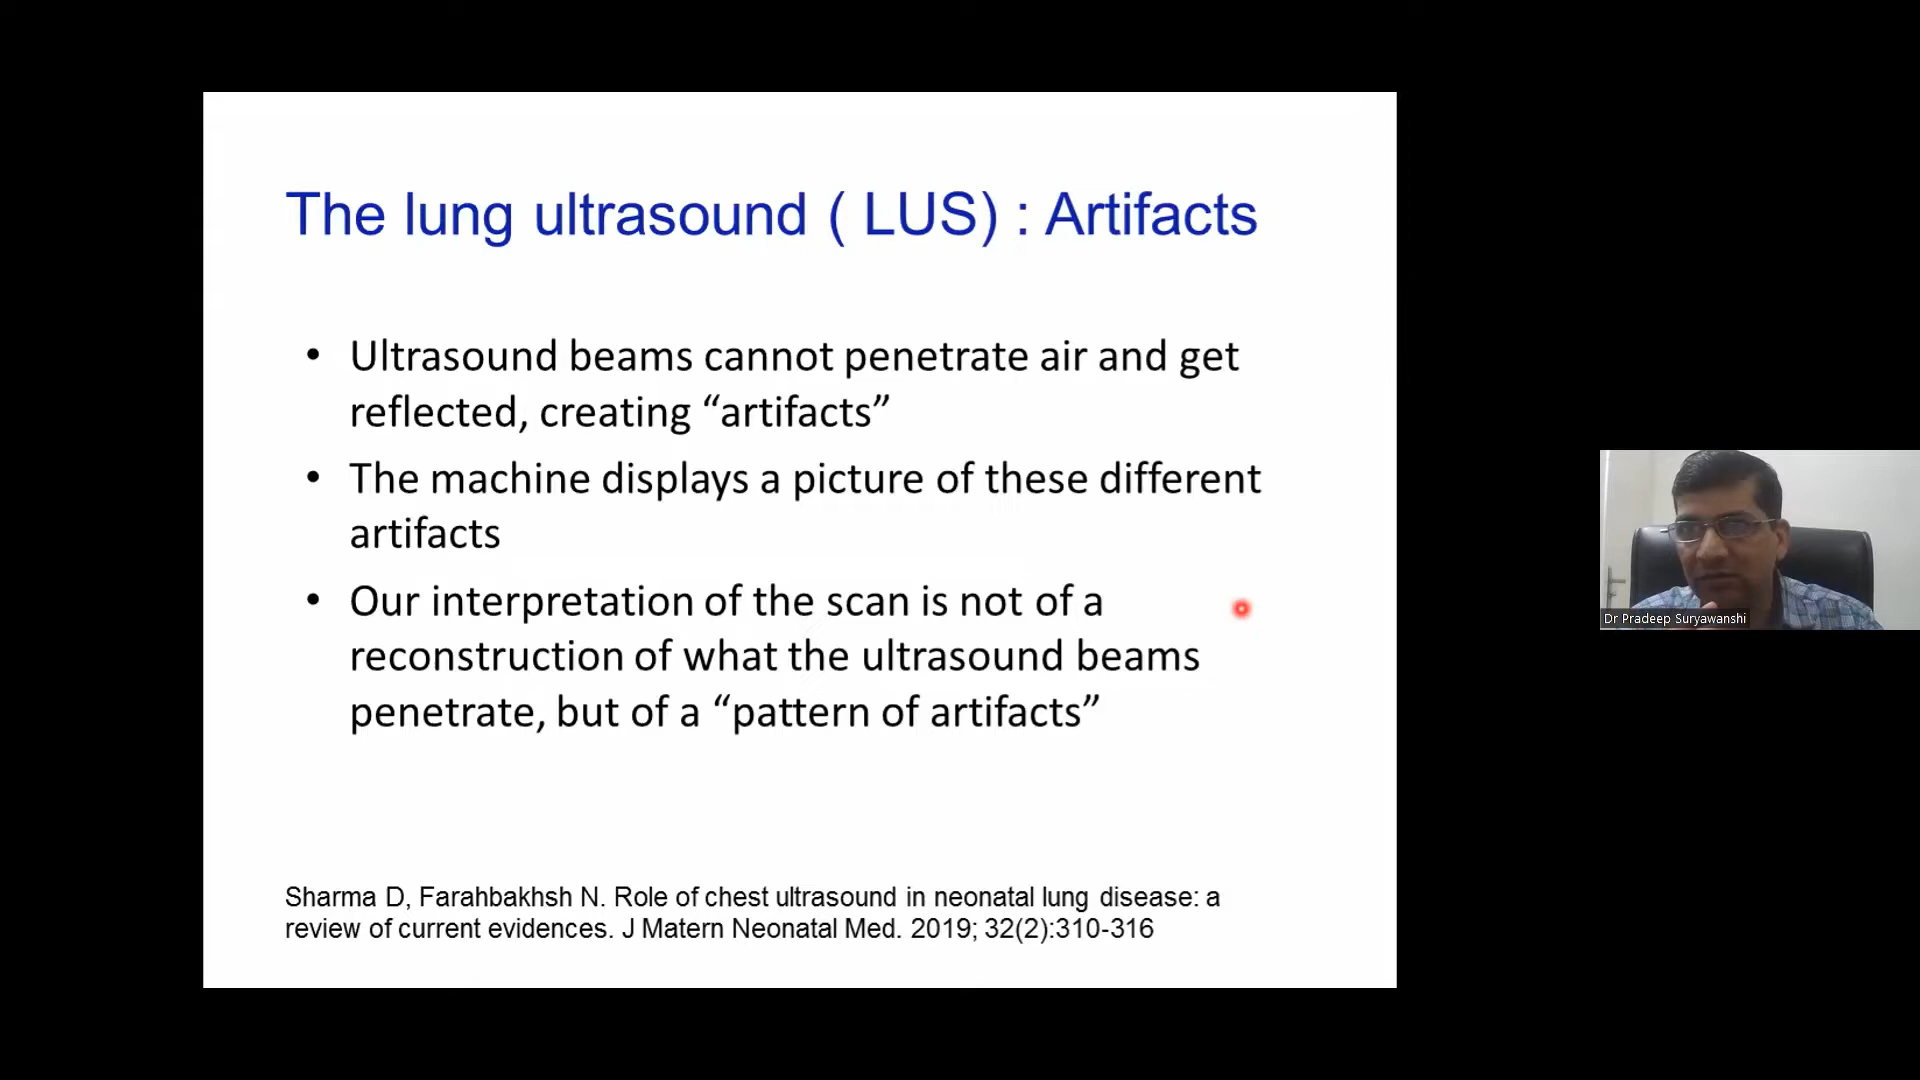 The lung ultrasound ( LUS) : Artifacts
• Ultrasound beams cannot penetrate air and get
reflected, creating “artifacts”
• The machine displays a picture of these different
artifacts
• Our interpretation of the scan is not of a
reconstruction of what the ultrasound beams
penetrate, but of a “pattern of artifacts”
Sharma D, Farahbakhsh N. Role of chest ultrasound in neonatal lung disease: a
review of current evidences. J Matern Neonatal Med. 2019; 32(2):310-316
Dr Pradeep Suryawanshi